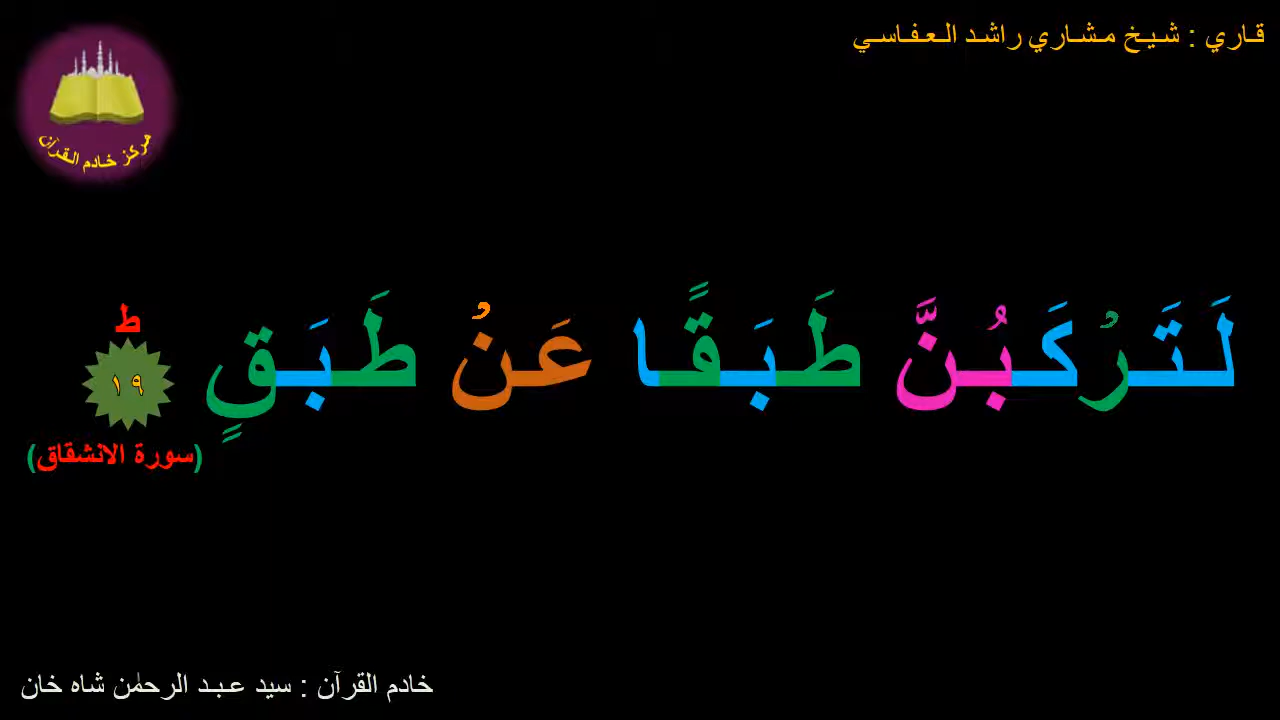 قاري : شيخ مشاري راشد العفاسي
مركز خادم القرآن
لَتَرْكَبُنَّ طَبَقًا عَنْ طَبَقٍ ط ١٩
(سورة الانشقاق)
خادم القرآن : سيد عبد الرحمٰن شاه خان